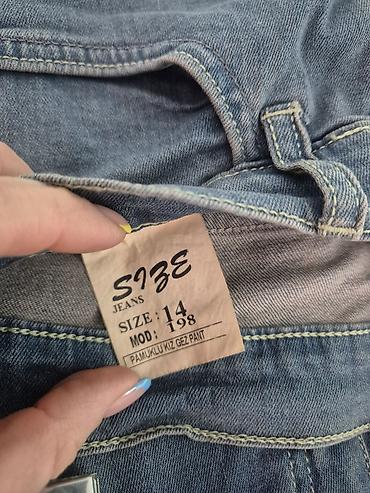 SIZE
JEANS
SIZE : 14
MOD : 198
PAMUKLU KIZ GEZ PANT